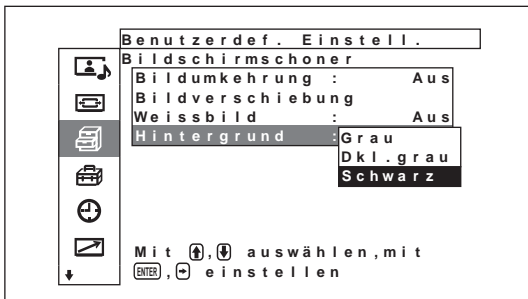 Benutzerdef. Einstell.
Bildschirmschoner
Bildumkehrung : Aus
Bildverschiebung
Weissbild : Aus
Hintergrund :
Grau
Dkl.grau
Schwarz
Mit ↑, ↓ auswählen,mit
ENTER, → einstellen